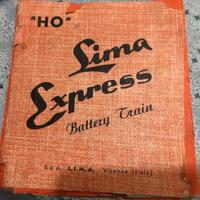 "HO"
Lima
Express
Battery Train
S.p.A. L.I.M.A. Vicenza (Italy)